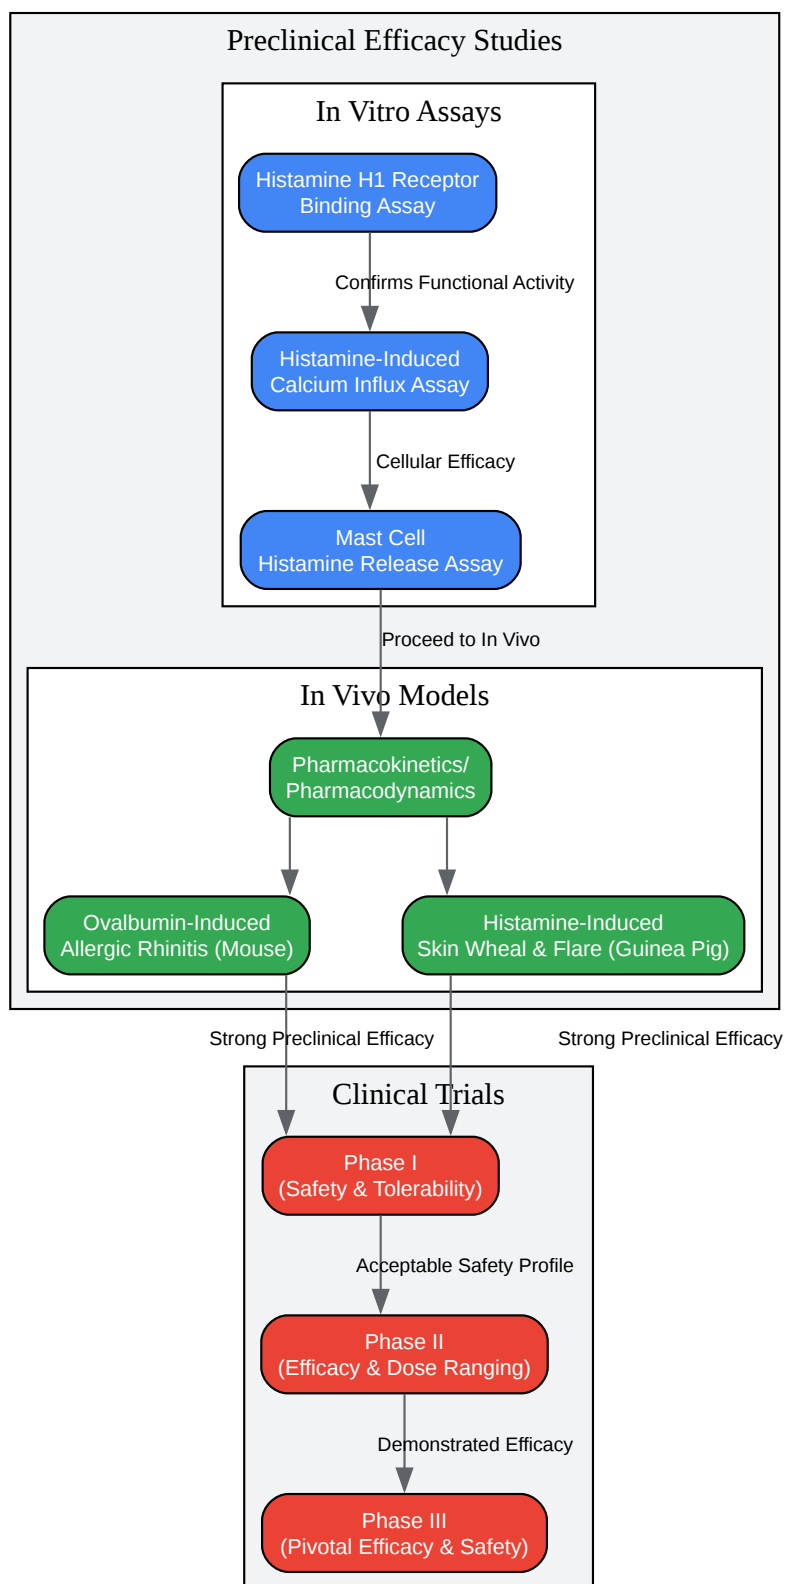 Preclinical Efficacy Studies
In Vitro Assays
Histamine H1 Receptor
Binding Assay
Confirms Functional Activity
Histamine-Induced
Calcium Influx Assay
Cellular Efficacy
Mast Cell
Histamine Release Assay
Proceed to In Vivo
In Vivo Models
Pharmacokinetics/
Pharmacodynamics
Ovalbumin-Induced
Allergic Rhinitis (Mouse)
Histamine-Induced
Skin Wheal & Flare (Guinea Pig)
Strong Preclinical Efficacy
Strong Preclinical Efficacy
Clinical Trials
Phase I
(Safety & Tolerability)
Acceptable Safety Profile
Phase II
(Efficacy & Dose Ranging)
Demonstrated Efficacy
Phase III
(Pivotal Efficacy & Safety)